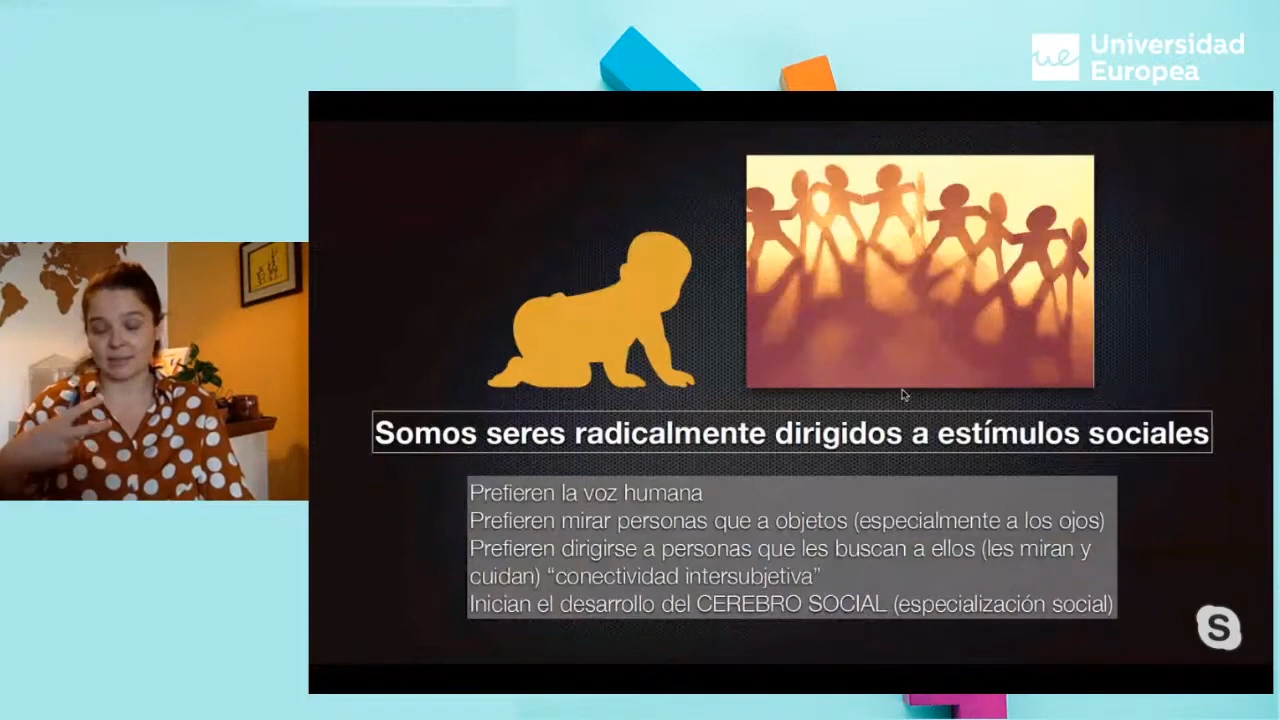 Universidad
Europea
Somos seres radicalmente dirigidos a estímulos sociales
Prefieren la voz humana
Prefieren mirar personas que a objetos (especialmente a los ojos)
Prefieren dirigirse a personas que les buscan a ellos (les miran y
cuidan) “conectividad intersubjetiva”
Inician el desarrollo del CEREBRO SOCIAL (especialización social)